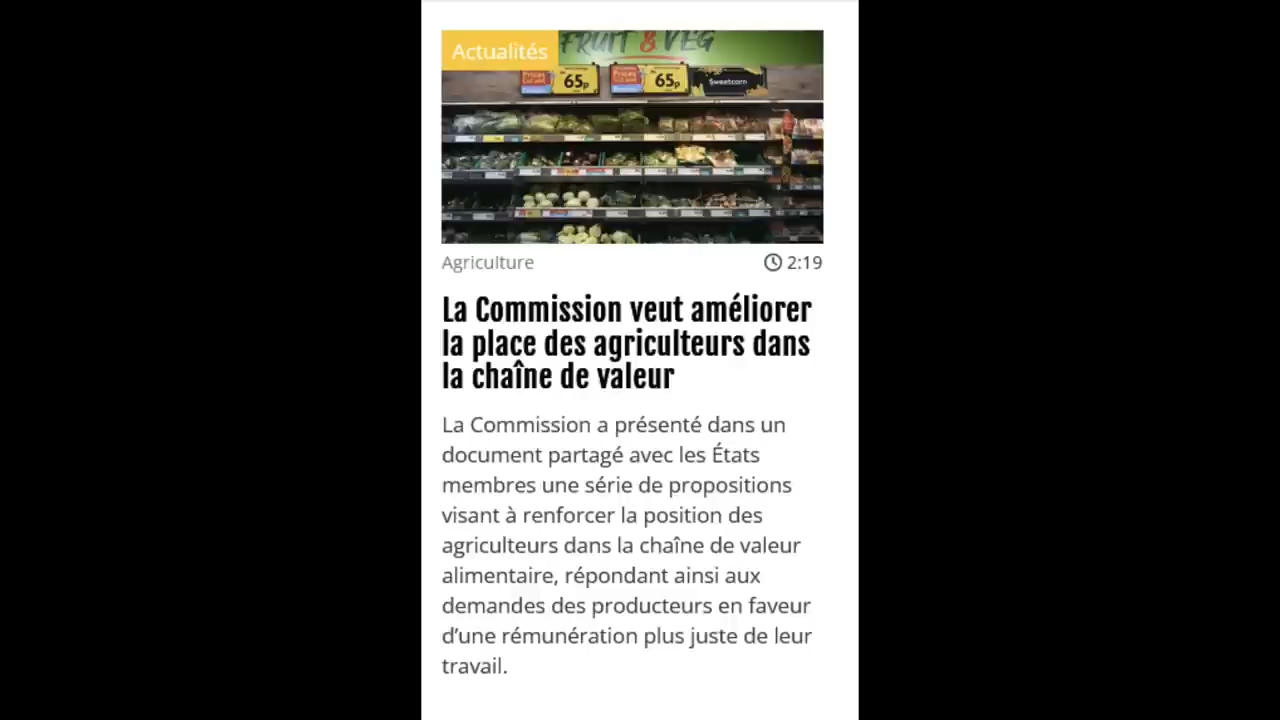 Actualités
FRUIT & VEG
65p
65p
Sweetcorn
Agriculture
2:19
La Commission veut améliorer
la place des agriculteurs dans
la chaîne de valeur
La Commission a présenté dans un
document partagé avec les États
membres une série de propositions
visant à renforcer la position des
agriculteurs dans la chaîne de valeur
alimentaire, répondant ainsi aux
demandes des producteurs en faveur
d’une rémunération plus juste de leur
travail.